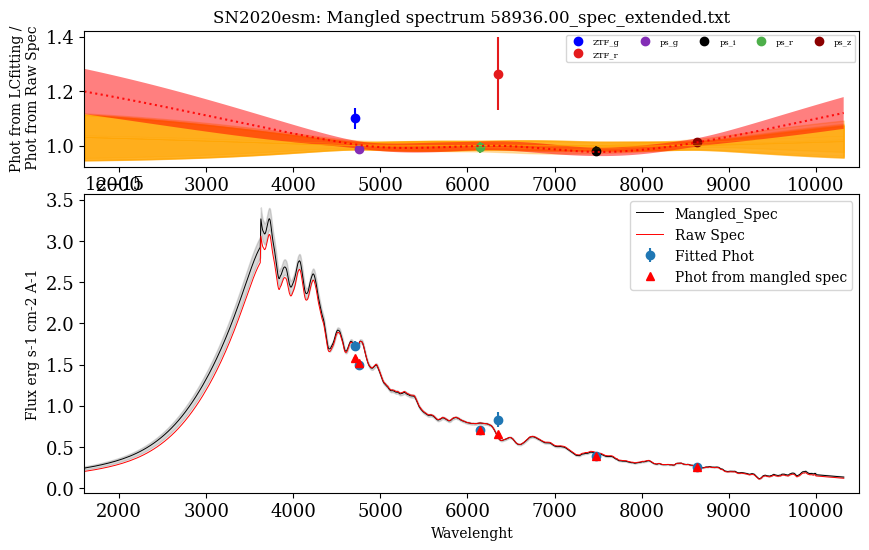 SN2020esm: Mangled spectrum 58936.00_spec_extended.txt
Phot from LCfitting /
Phot from Raw Spec
1.4
1.2
1.0
ZTF_g ps_g ps_i ps_r ps_z
ZTF_r
2000 3000 4000 5000 6000 7000 8000 9000 10000
1e−15
Flux erg s-1 cm-2 A-1
3.5
3.0
2.5
2.0
1.5
1.0
0.5
0.0
Mangled_Spec
Raw Spec
Fitted Phot
Phot from mangled spec
2000 3000 4000 5000 6000 7000 8000 9000 10000
Wavelenght